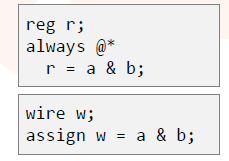 reg r;
always @*
  r = a & b;
wire w;
assign w = a & b;